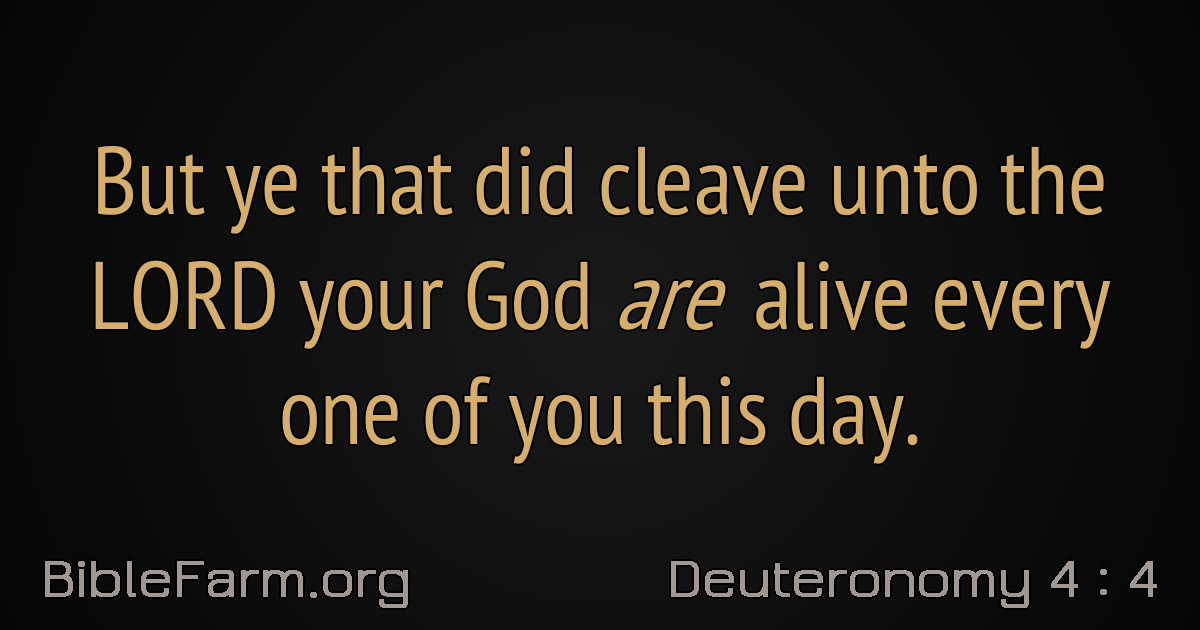 But ye that did cleave unto the
LORD your God are alive every
one of you this day.
BibleFarm.org
Deuteronomy 4 : 4